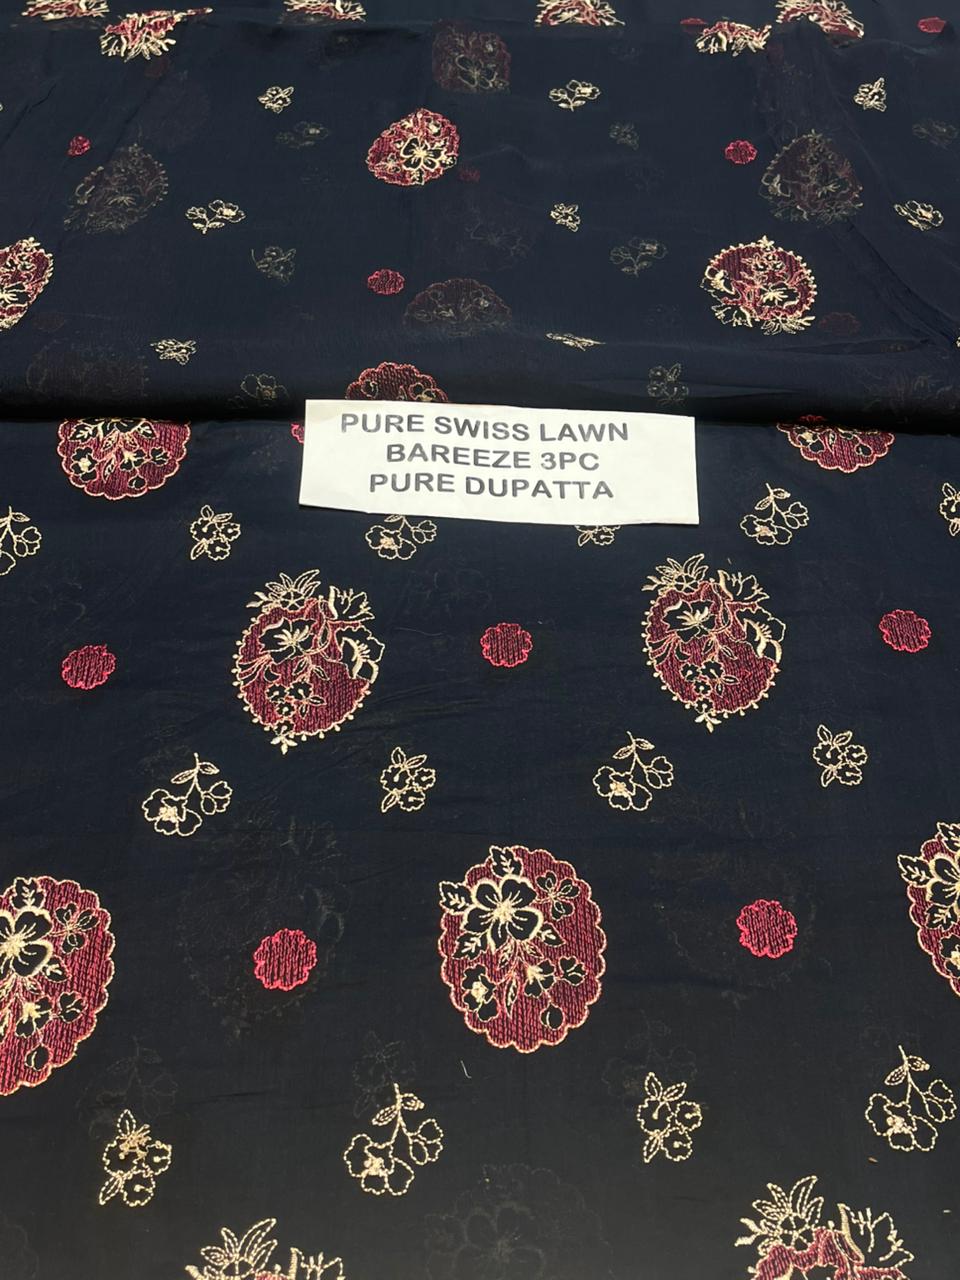 PURE SWISS LAWN
BAREEZE 3PC
PURE DUPATTA